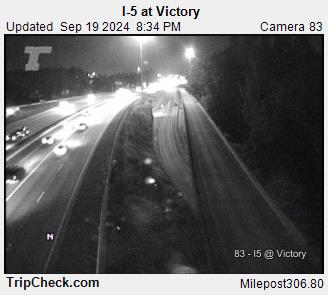 I-5 at Victory
Updated Sep 19 2024 8:34 PM Camera 83
T
N
83 - I5 @ Victory
TripCheck.com Milepost306.80